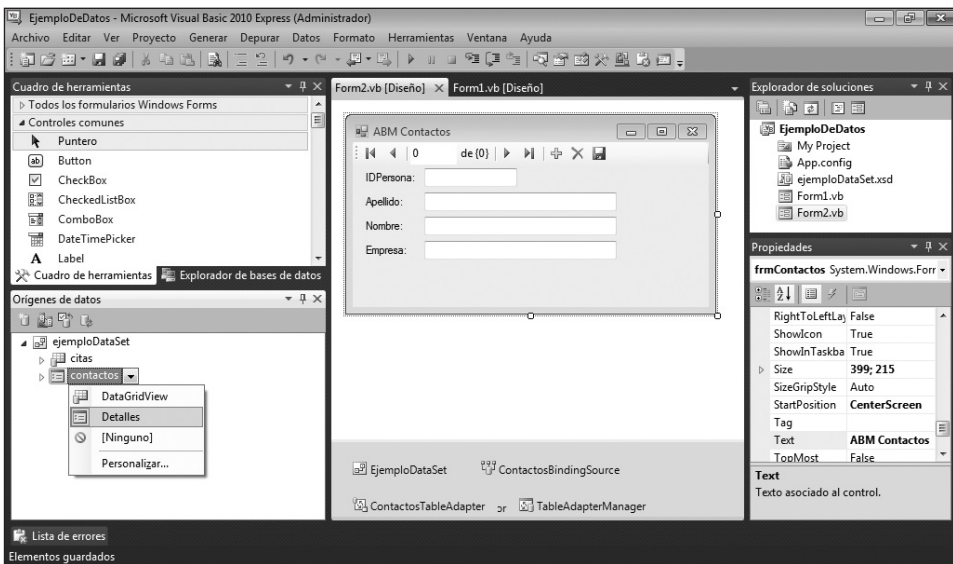 EjemploDeDatos - Microsoft Visual Basic 2010 Express (Administrador)
Archivo Editar Ver Proyecto Generar Depurar Datos Formato Herramientas Ventana Ayuda
Cuadro de herramientas
Todos los formularios Windows Forms
Controles comunes
Puntero
Button
CheckBox
CheckedListBox
ComboBox
DateTimePicker
Label
Cuadro de herramientas Explorador de bases de datos
Orígenes de datos
ejemploDataSet
citas
contactos
DataGridView
Detalles
[Ninguno]
Personalizar...
Form2.vb [Diseño] Form1.vb [Diseño]
ABM Contactos
0 de {0}
IDPersona:
Apellido:
Nombre:
Empresa:
EjemploDataSet ContactosBindingSource
ContactosTableAdapter or TableAdapterManager
Explorador de soluciones
EjemploDeDatos
My Project
App.config
ejemploDataSet.xsd
Form1.vb
Form2.vb
Propiedades
frmContactos System.Windows.Forr
RightToLeftLay False
ShowIcon True
ShowInTaskba True
Size 399; 215
SizeGripStyle Auto
StartPosition CenterScreen
Tag
Text ABM Contactos
TopMost False
Text
Texto asociado al control.
Lista de errores
Elementos guardados